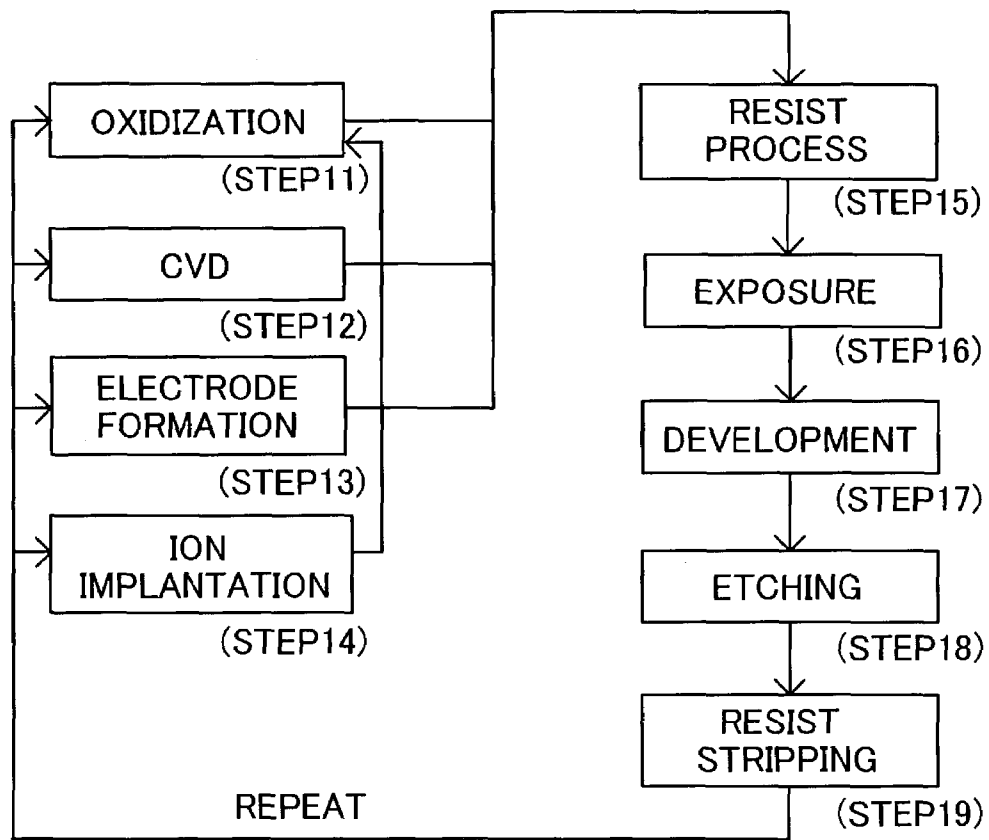 OXIDIZATION
(STEP11)
CVD
(STEP12)
ELECTRODE
FORMATION
(STEP13)
ION
IMPLANTATION
(STEP14)
RESIST
PROCESS
(STEP15)
EXPOSURE
(STEP16)
DEVELOPMENT
(STEP17)
ETCHING
(STEP18)
RESIST
STRIPPING
(STEP19)
REPEAT